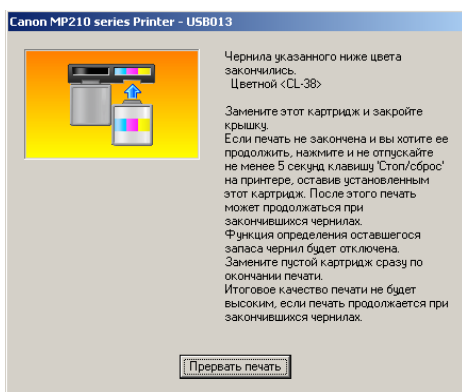 Canon MP210 series Printer - USB013
Чернила указанного ниже цвета
закончились.
Цветной <CL-38>
Замените этот картридж и закройте
крышку.
Если печать не закончена и вы хотите ее
продолжить, нажмите и не отпускайте
не менее 5 секунд клавишу 'Стоп/сброс'
на принтере, оставив установленным
этот картридж. После этого печать
может продолжаться при
закончившихся чернилах.
Функция определения оставшегося
запаса чернил будет отключена.
Замените пустой картридж сразу по
окончании печати.
Итоговое качество печати не будет
высоким, если печать продолжается при
закончившихся чернилах.
Прервать печать